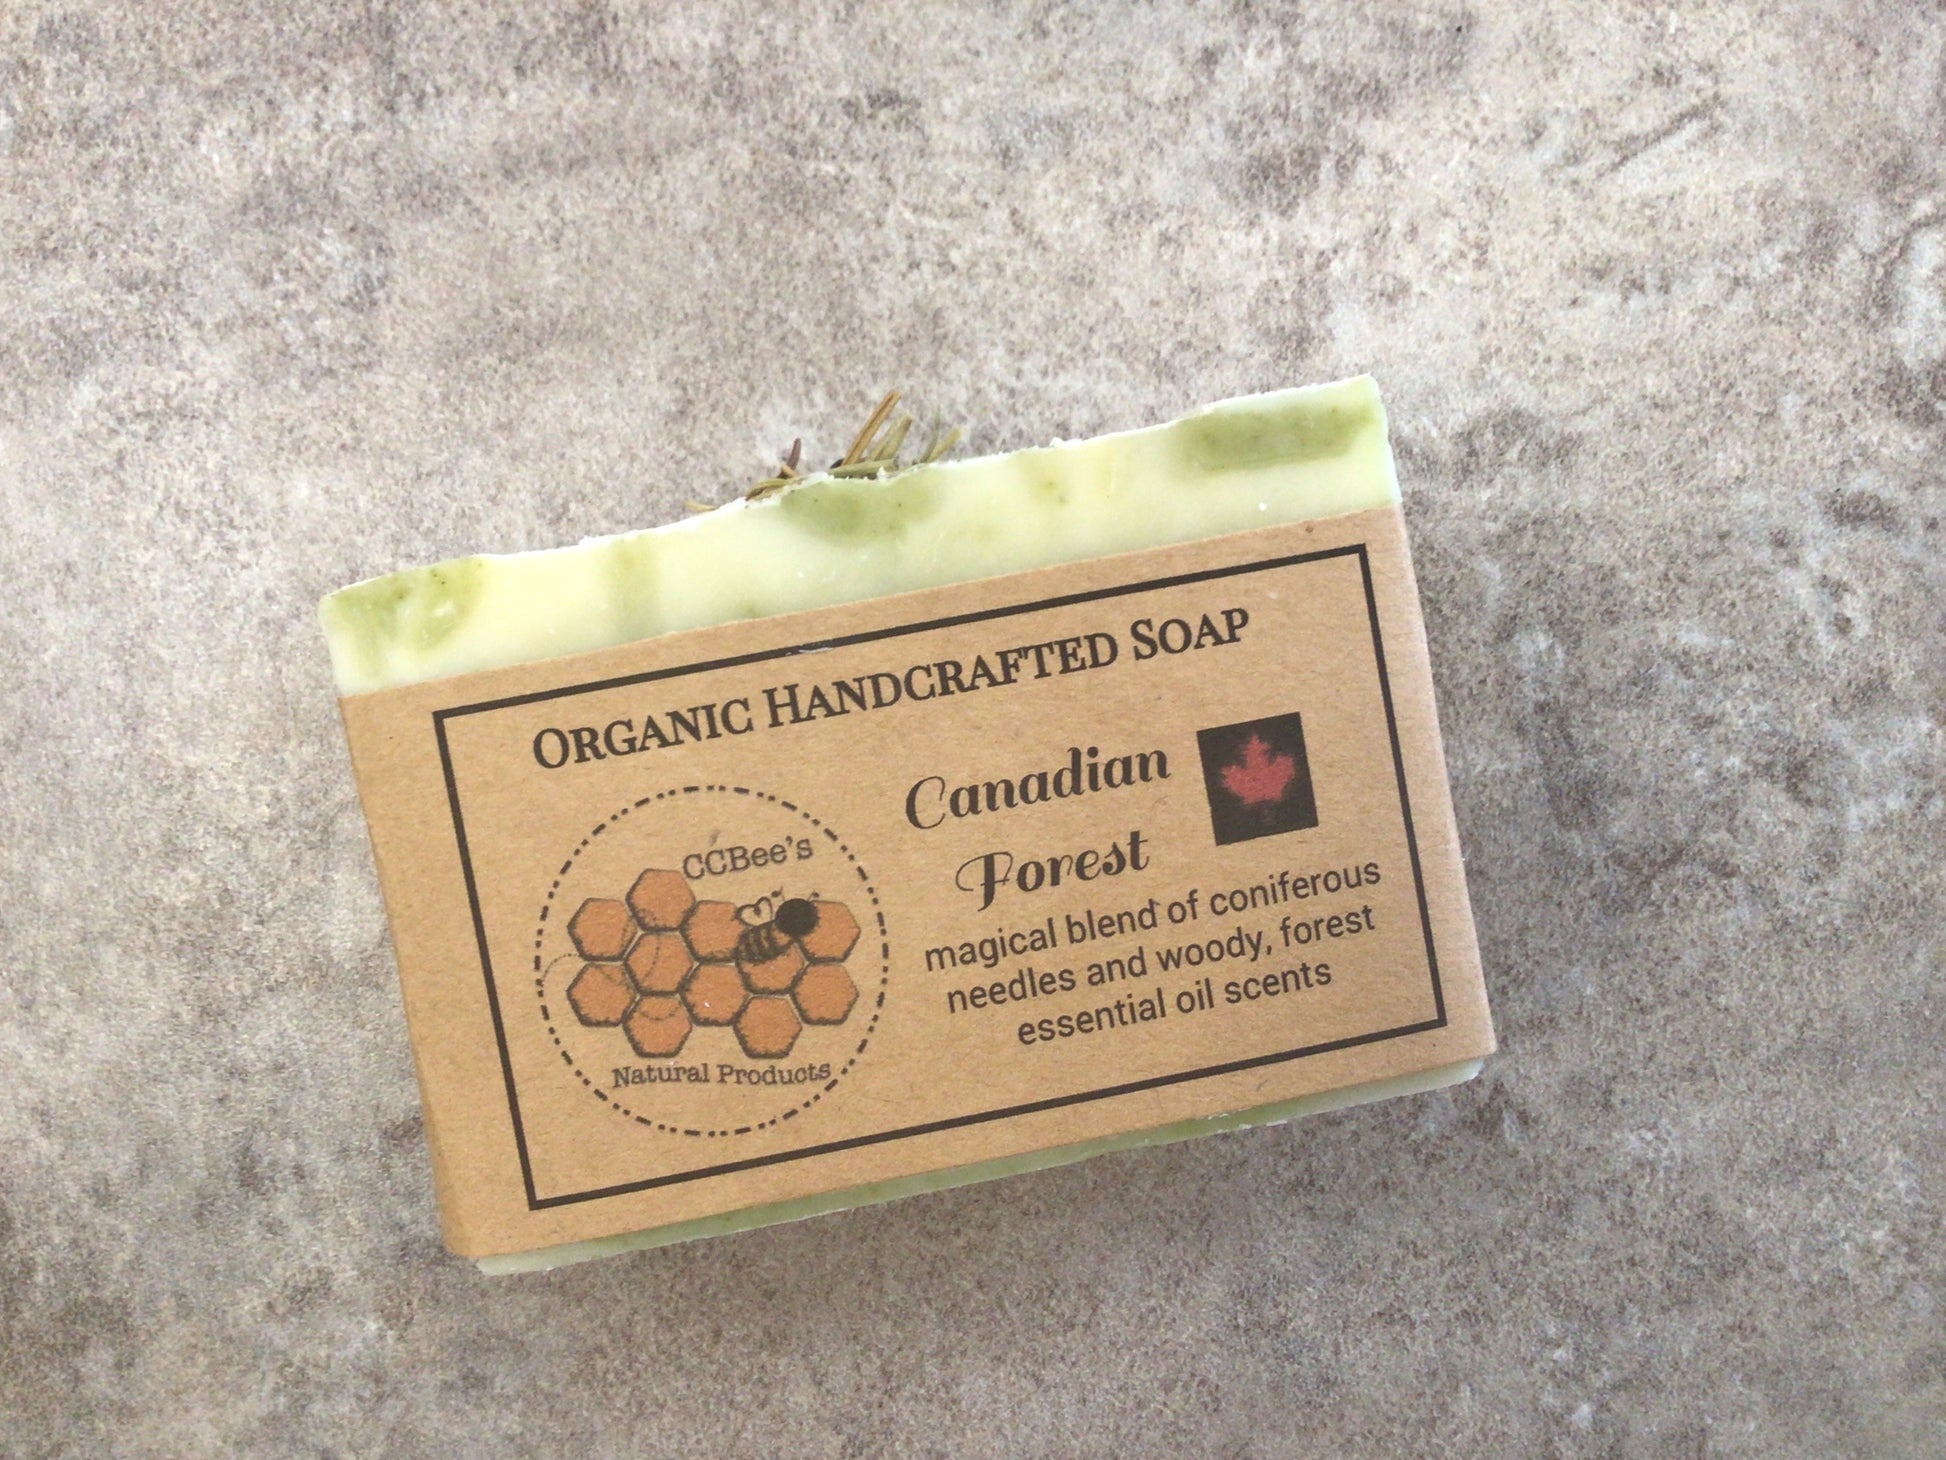 ORGANIC HANDCRAFTED SOAP
CCBee's
Natural Products
Canadian
Forest
magical blend of coniferous
needles and woody, forest
essential oil scents